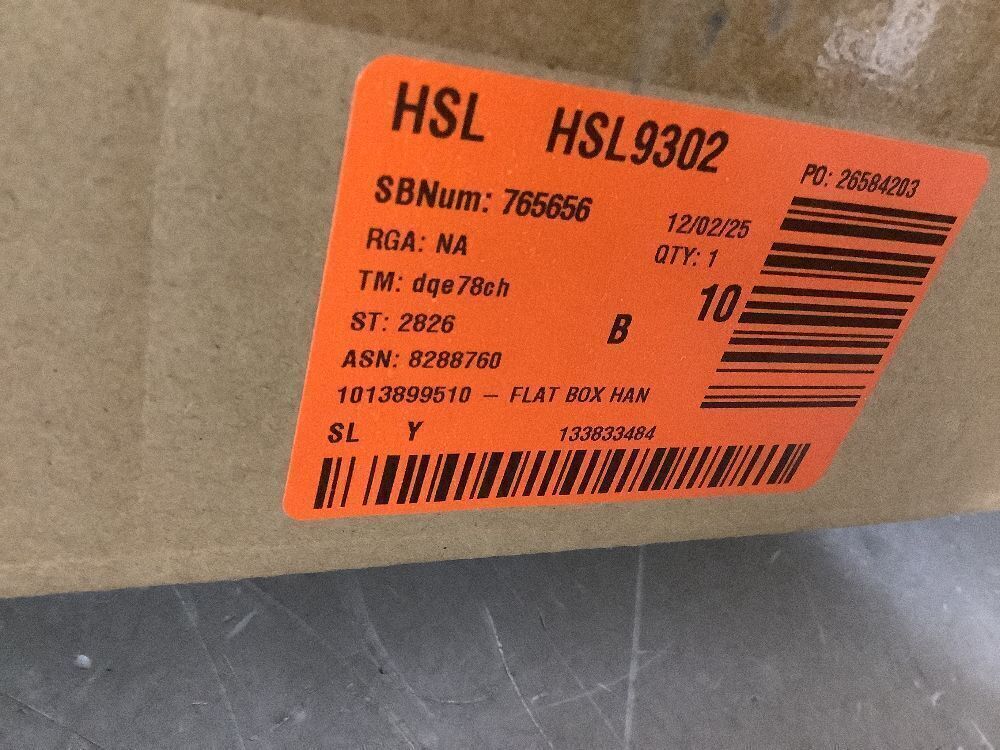 HSL HSL9302
PO: 26584203
SBNum: 765656
12/02/25
RGA: NA
QTY: 1
TM: dqe78ch
10
ST: 2826
B
ASN: 8288760
1013899510 – FLAT BOX HAN
SL Y
133833484